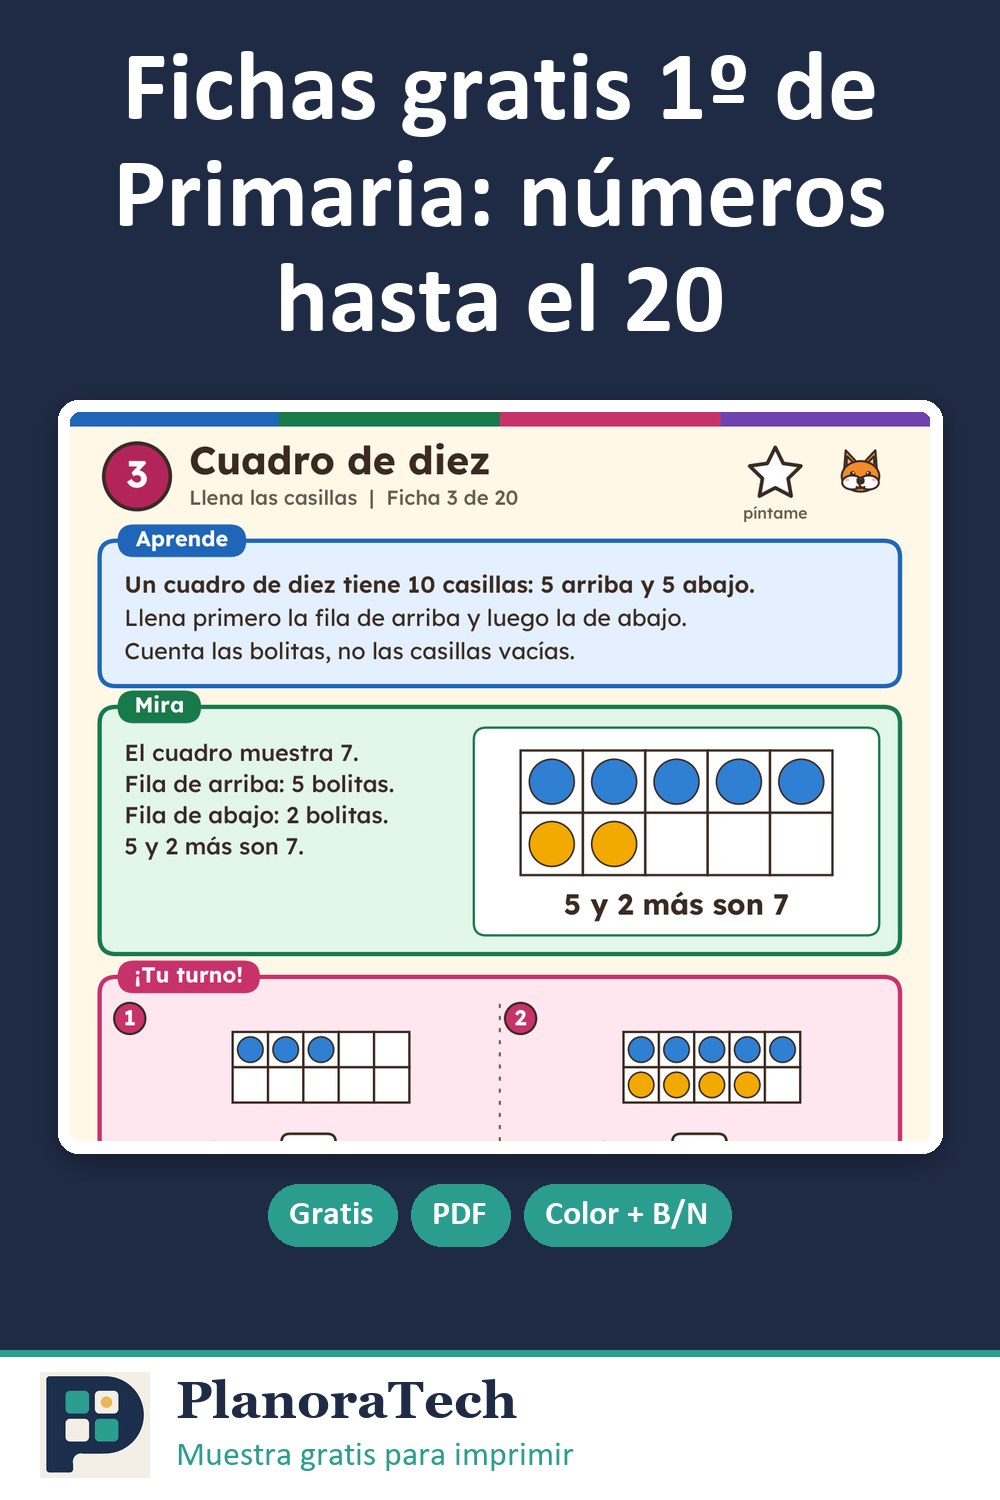 Fichas gratis 1º de
Primaria: números
hasta el 20
3
Cuadro de diez
Llena las casillas | Ficha 3 de 20
píntame
Aprende
Un cuadro de diez tiene 10 casillas: 5 arriba y 5 abajo.
Llena primero la fila de arriba y luego la de abajo.
Cuenta las bolitas, no las casillas vacías.
Mira
El cuadro muestra 7.
Fila de arriba: 5 bolitas.
Fila de abajo: 2 bolitas.
5 y 2 más son 7.
5 y 2 más son 7
¡Tu turno!
1
2
Gratis
PDF
Color + B/N
PlanoraTech
Muestra gratis para imprimir